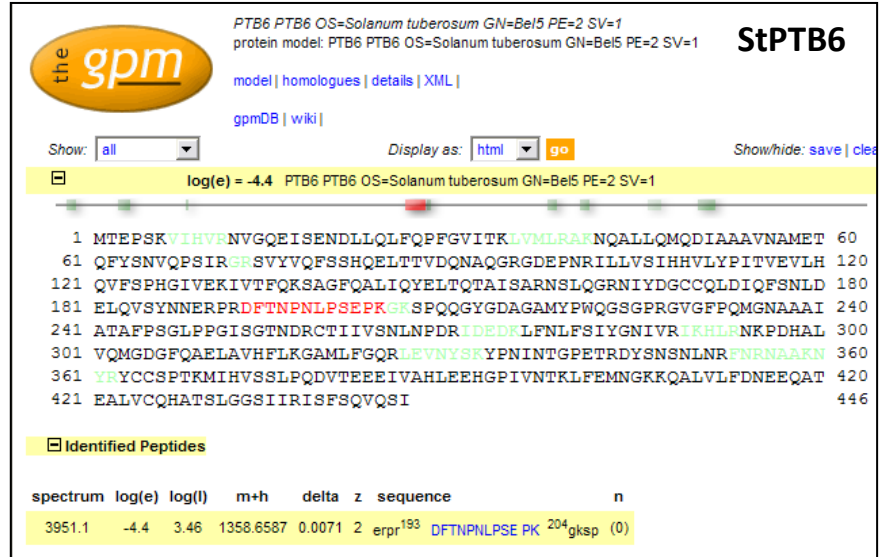 PTB6 PTB6 OS=Solanum tuberosum GN=Bel5 PE=2 SV=1
protein model: PTB6 PTB6 OS=Solanum tuberosum GN=Bel5 PE=2 SV=1
StPTB6
the gpm
model | homologues | details | XML |
gpmDB | wiki |
Show: all Display as: html go Show/hide: save | clea
log(e) = -4.4 PTB6 PTB6 OS=Solanum tuberosum GN=Bel5 PE=2 SV=1
1 MTEPSKVIHVRNVGQEISENDLLQLFQPFGVITKLVMLRAKNQALLQMQDIAAAVNAMET 60
61 QFYSNVQPSIRGRSVYVQFSSHQELTTVDQNAQGRGDEPNRILLVSIHHVLYPITVEVLH 120
121 QVFSPHGIVEKIVTFQKSAGFQALIQYELTQTAISARNSLQGRNIYDGCCQLDIQFSNLD 180
181 ELQVSYNNERPRDFTNPNLPSEPKGKSPQQGYGDAGAMYPWQGSGPRGVGFPQMGNAAAI 240
241 ATAFPSGLPPGISGTNDRCTIIVSNLNPDRIDEDKLFNLFSIYGNIVRIKHLRNKPDHAL 300
301 VQMGDGFQAELAVHFLKGAMLFGQRLEVNYSKYPNINTGPETRDYSNSNLNRFNRNAAKN 360
361 YRYCCSPTKMIHVSSLPQDVTEEEIVAHLEEHGPIVNTKLFEMNGKKQALVLFDNEEQAT 420
421 EALVCQHATSLGGSIIRISFSQVQSI 446
Identified Peptides
spectrum log(e) log(I) m+h delta z sequence n
3951.1 -4.4 3.46 1358.6587 0.0071 2 erpr193 DFTNPNLPSE PK 204gksp (0)